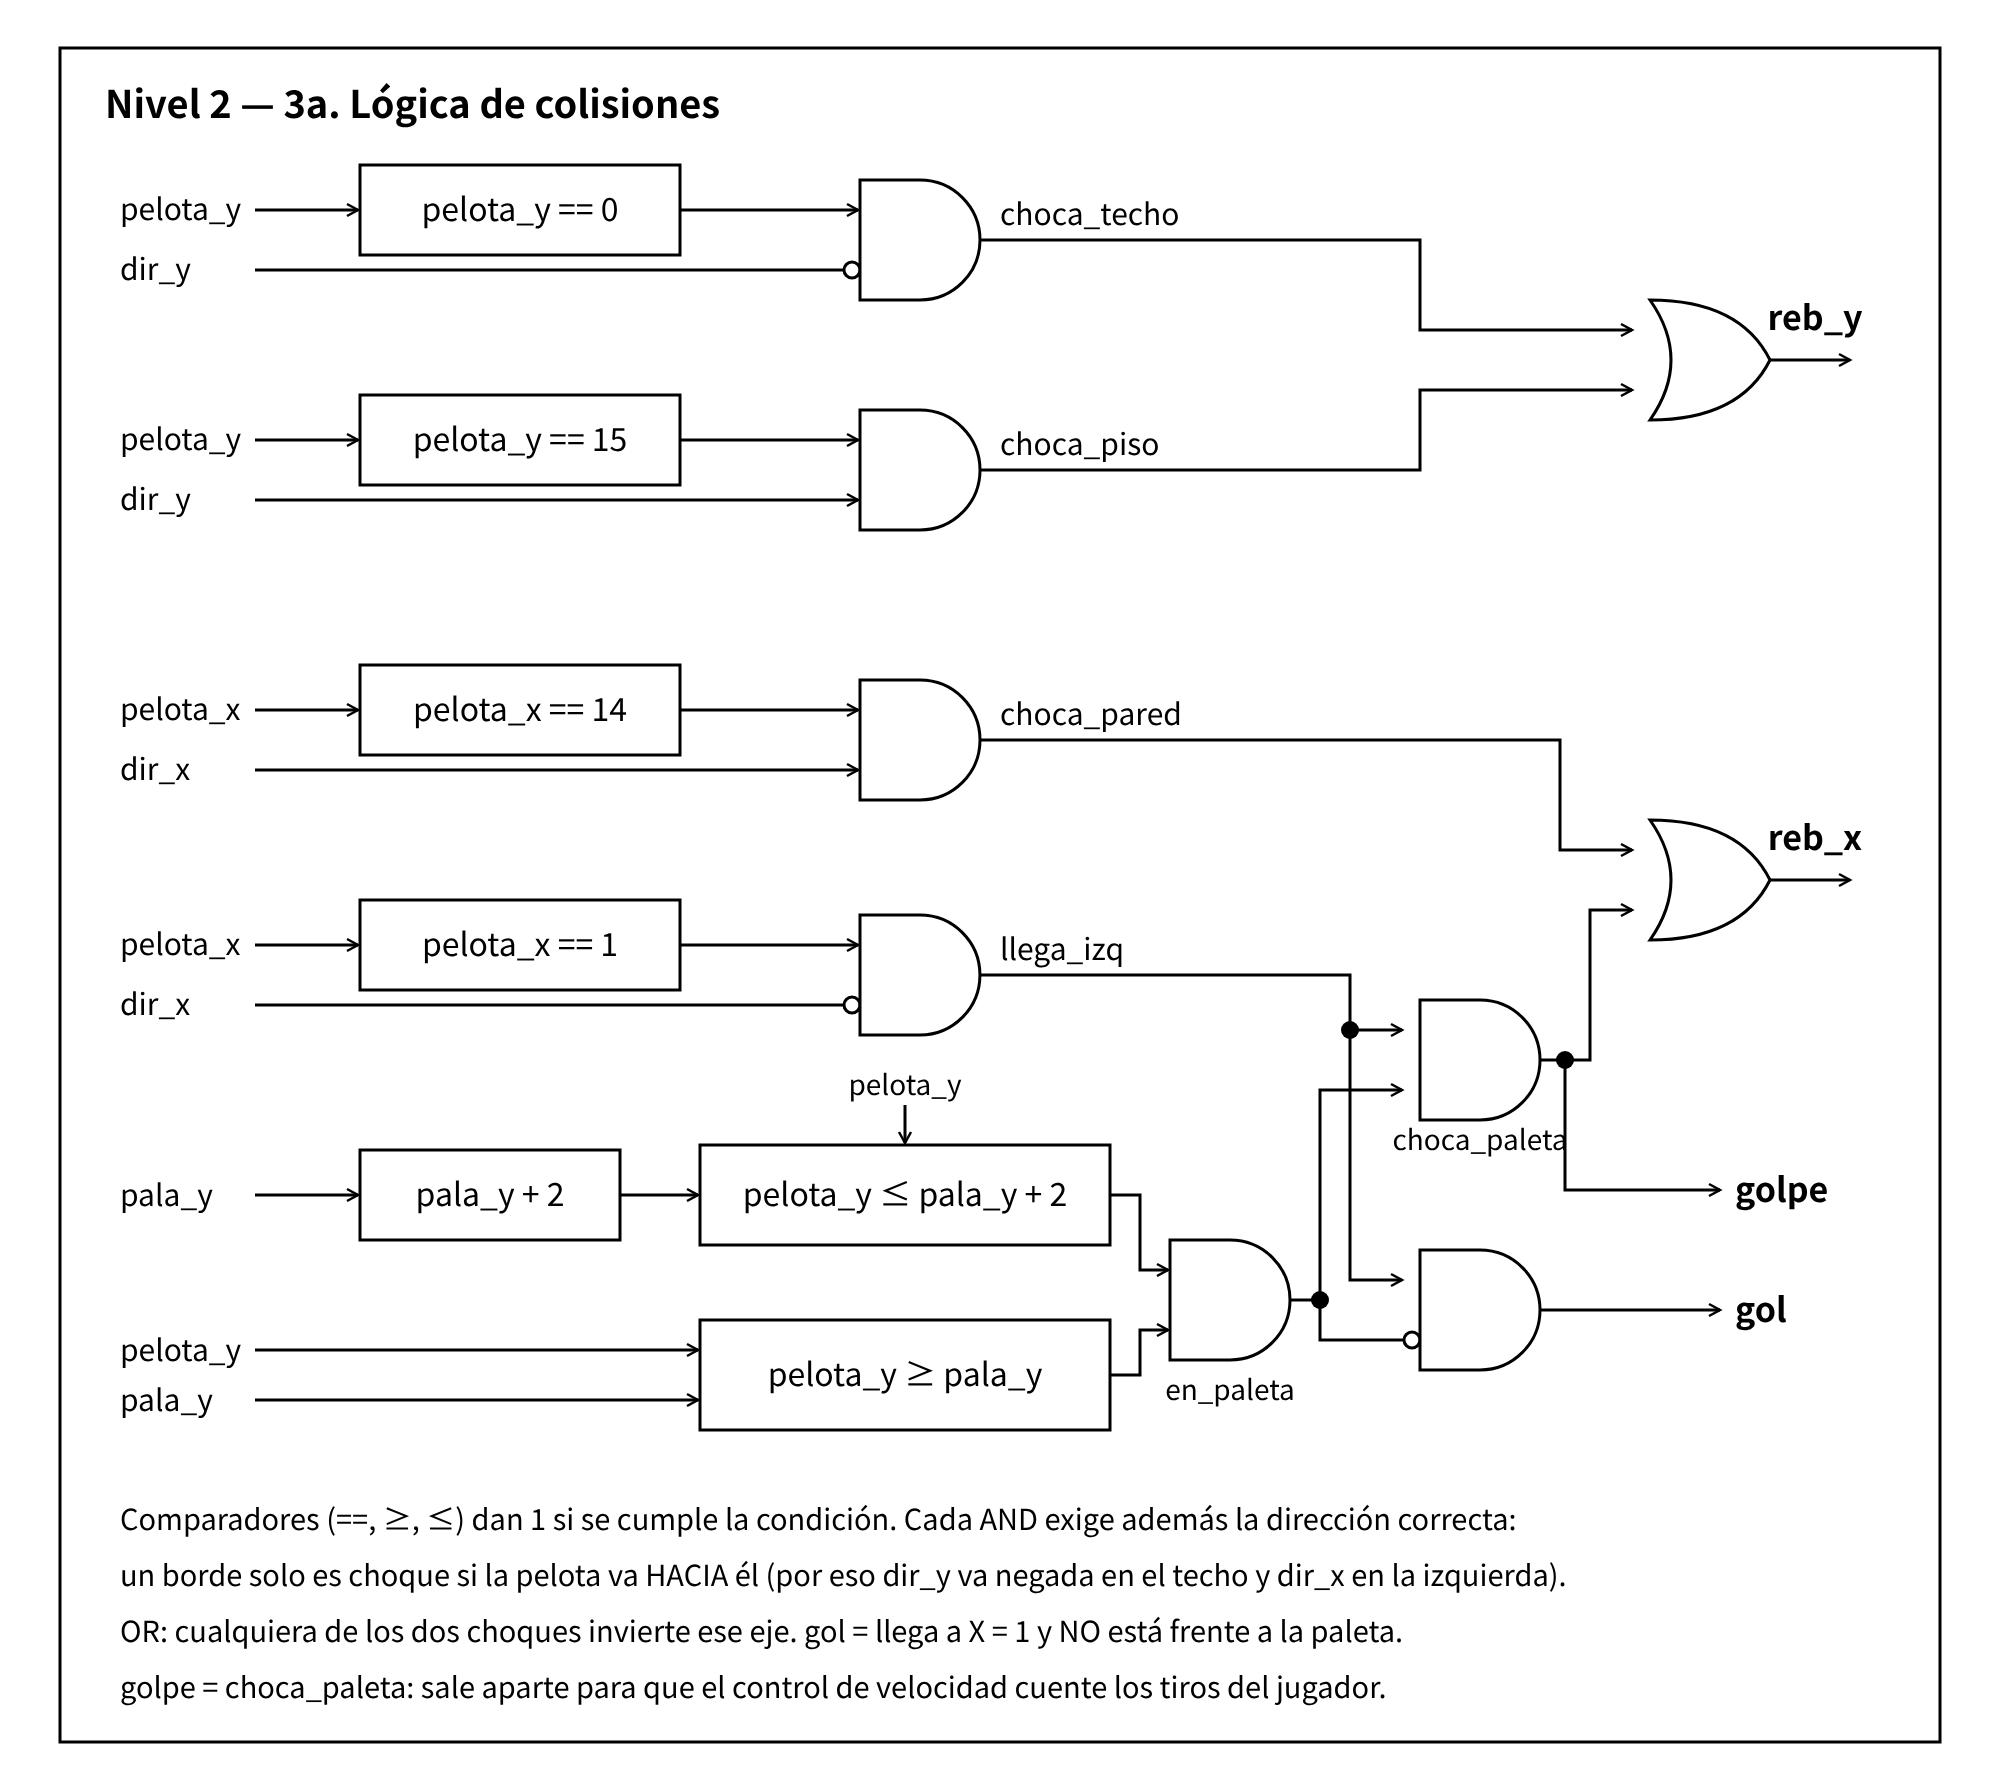 Nivel 2 — 3a. Lógica de colisiones
pelota_y
pelota_y == 0
dir_y
choca_techo
reb_y
pelota_y
pelota_y == 15
dir_y
choca_piso
pelota_x
pelota_x == 14
dir_x
choca_pared
reb_x
pelota_x
pelota_x == 1
dir_x
llega_izq
pelota_y
choca_paleta
pala_y
pala_y + 2
pelota_y ≤ pala_y + 2
golpe
gol
pelota_y
pala_y
pelota_y ≥ pala_y
en_paleta
Comparadores (==, ≥, ≤) dan 1 si se cumple la condición. Cada AND exige además la dirección correcta:
un borde solo es choque si la pelota va HACIA él (por eso dir_y va negada en el techo y dir_x en la izquierda).
OR: cualquiera de los dos choques invierte ese eje. gol = llega a X = 1 y NO está frente a la paleta.
golpe = choca_paleta: sale aparte para que el control de velocidad cuente los tiros del jugador.